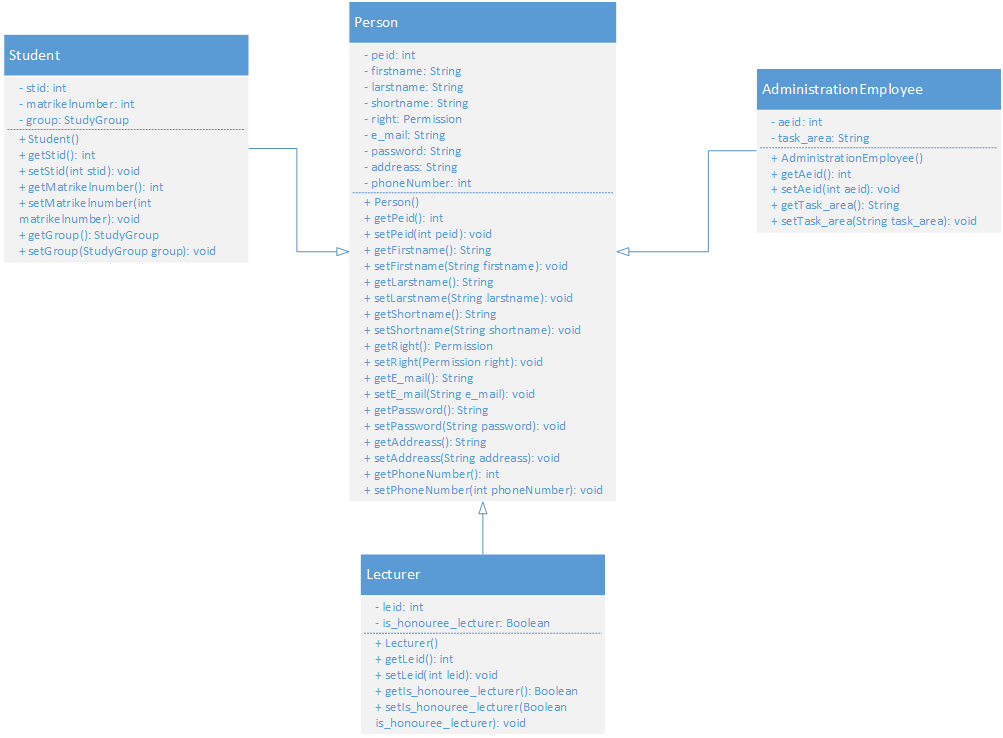 Student
- stid: int
- matrikelnumber: int
- group: StudyGroup
+ Student()
+ getStid(): int
+ setStid(int stid): void
+ getMatrikelnumber(): int
+ setMatrikelnumber(int
matrikelnumber): void
+ getGroup(): StudyGroup
+ setGroup(StudyGroup group): void
Person
- peid: int
- firstname: String
- larstname: String
- shortname: String
- right: Permission
- e_mail: String
- password: String
- addreass: String
- phoneNumber: int
+ Person()
+ getPeid(): int
+ setPeid(int peid): void
+ getFirstname(): String
+ setFirstname(String firstname): void
+ getLarstname(): String
+ setLarstname(String larstname): void
+ getShortname(): String
+ setShortname(String shortname): void
+ getRight(): Permission
+ setRight(Permission right): void
+ getE_mail(): String
+ setE_mail(String e_mail): void
+ getPassword(): String
+ setPassword(String password): void
+ getAddreass(): String
+ setAddreass(String addreass): void
+ getPhoneNumber(): int
+ setPhoneNumber(int phoneNumber): void
AdministrationEmployee
- aeid: int
- task_area: String
+ AdministrationEmployee()
+ getAeid(): int
+ setAeid(int aeid): void
+ getTask_area(): String
+ setTask_area(String task_area): void
Lecturer
- leid: int
- is_honouree_lecturer: Boolean
+ Lecturer()
+ getLeid(): int
+ setLeid(int leid): void
+ getIs_honouree_lecturer(): Boolean
+ setIs_honouree_lecturer(Boolean
is_honouree_lecturer): void